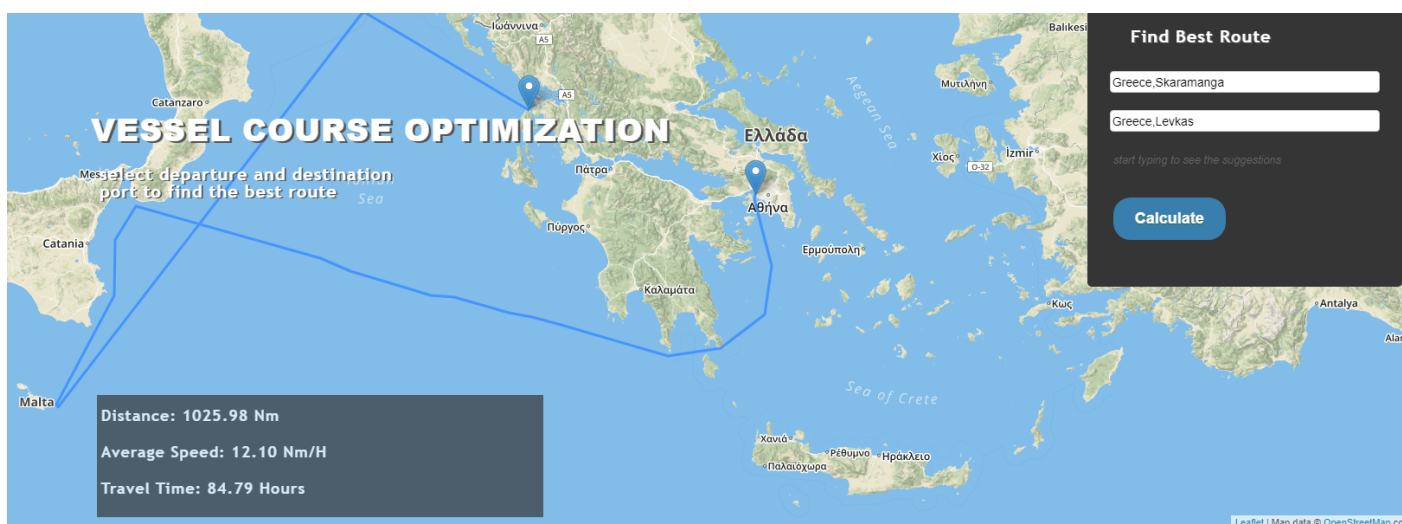 Ιωάννινα
A5
Balıkesi
Find Best Route
Catanzaro
A5
Aegean Sea
Μυτιλήνη
Greece,Skaramanga
VESSEL COURSE OPTIMIZATION
Greece,Levkas
Ελλάδα
Χίος
İzmir
O-32
start typing to see the suggestions
Πάτρα
select departure and destination
port to find the best route
Sea
Αθήνα
Calculate
Πύργος
Catania
Ερμούπολη
Καλαμάτα
Κως
Antalya
Malta
Sea of Crete
Distance: 1025.98 Nm
Average Speed: 12.10 Nm/H
Travel Time: 84.79 Hours
Χανιά
Ρέθυμνο
Ηράκλειο
Παλαιόχωρα
Leaflet | Map data © OpenStreetMap co